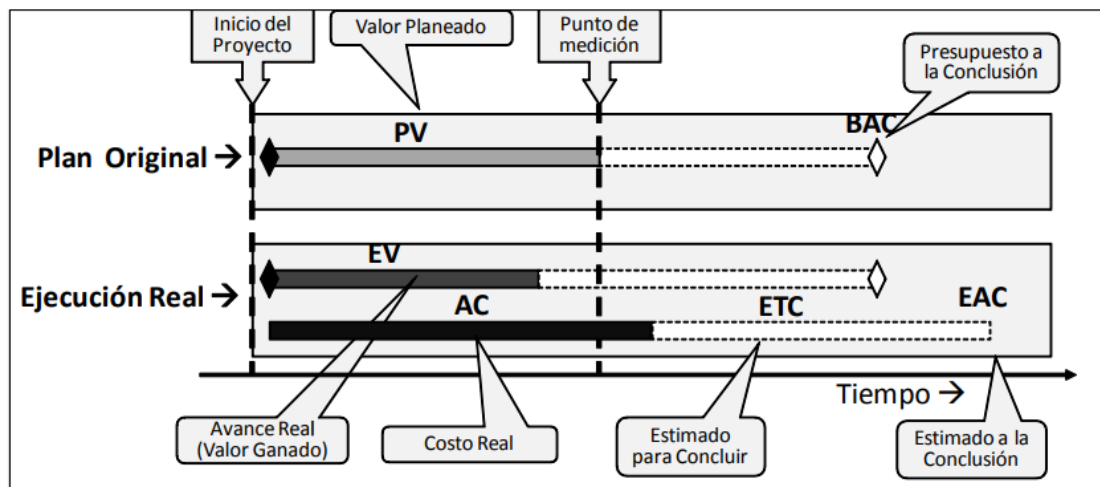 Inicio del
Proyecto
Valor Planeado
Punto de
medición
Presupuesto a
la Conclusión
PV
BAC
Plan Original →
EV
Ejecución Real →
AC
ETC
EAC
Tiempo →
Avance Real
(Valor Ganado)
Costo Real
Estimado
para Concluir
Estimado a la
Conclusión